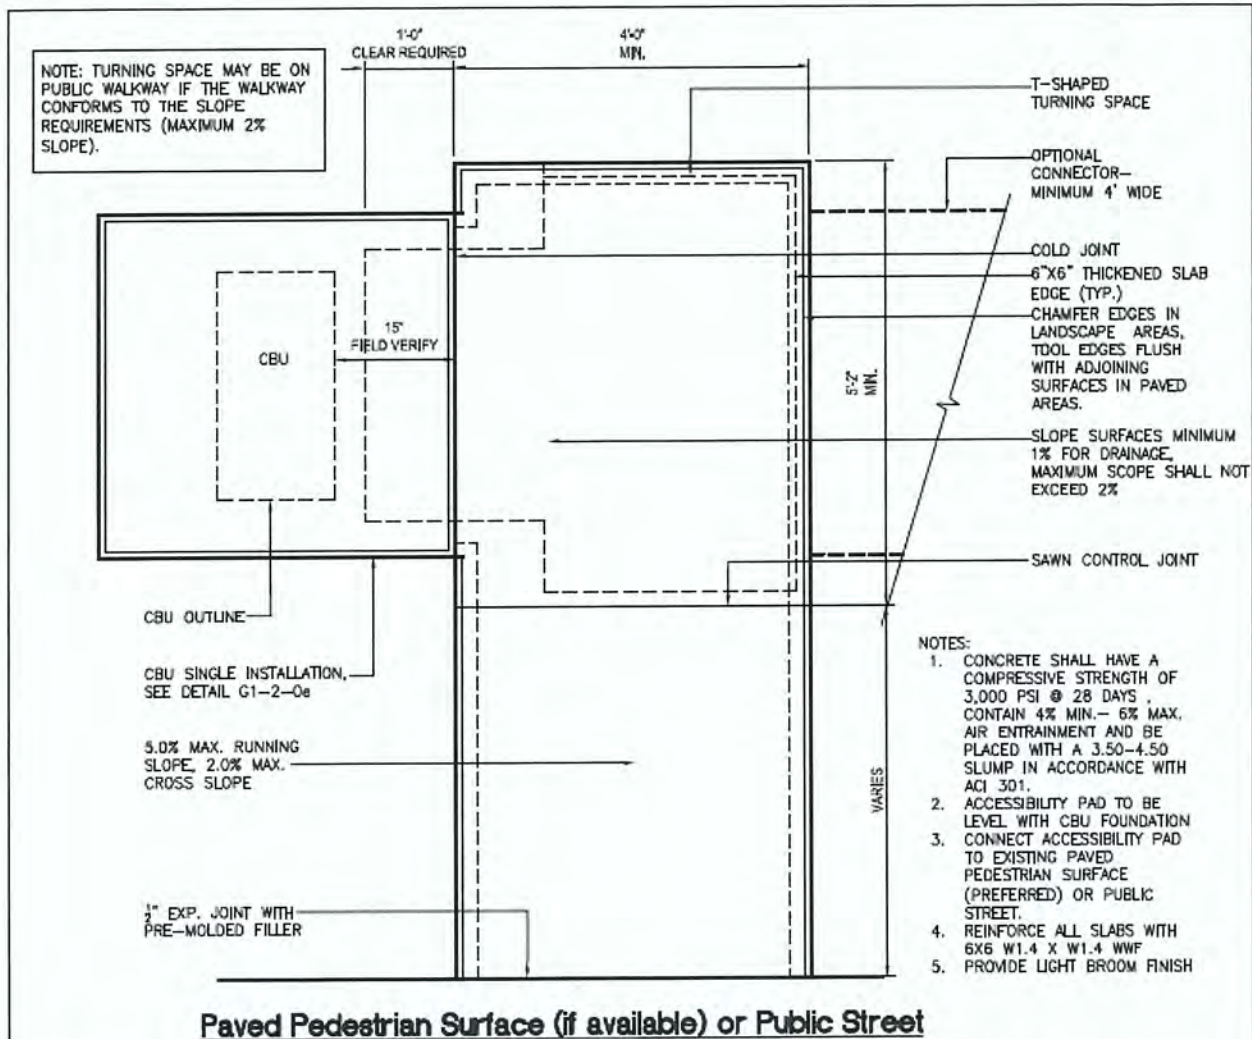 1'-0"
CLEAR REQUIRED
4'-0"
MIN.
NOTE: TURNING SPACE MAY BE ON
PUBLIC WALKWAY IF THE WALKWAY
CONFORMS TO THE SLOPE
REQUIREMENTS (MAXIMUM 2%
SLOPE).
T-SHAPED
TURNING SPACE
OPTIONAL
CONNECTOR-
MINIMUM 4' WIDE
COLD JOINT
6"X6" THICKENED SLAB
EDGE (TYP.)
CHAMFER EDGES IN
LANDSCAPE AREAS,
TOOL EDGES FLUSH
WITH ADJOINING
SURFACES IN PAVED
AREAS.
15"
FIELD VERIFY
CBU
5'-2"
MIN.
SLOPE SURFACES MINIMUM
1% FOR DRAINAGE,
MAXIMUM SCOPE SHALL NOT
EXCEED 2%
SAWN CONTROL JOINT
CBU OUTLINE
CBU SINGLE INSTALLATION,
SEE DETAIL G1-2-0e
5.0% MAX. RUNNING
SLOPE, 2.0% MAX.
CROSS SLOPE
VARIES
NOTES:
1. CONCRETE SHALL HAVE A
COMPRESSIVE STRENGTH OF
3,000 PSI @ 28 DAYS ,
CONTAIN 4% MIN.- 6% MAX.
AIR ENTRAINMENT AND BE
PLACED WITH A 3.50-4.50
SLUMP IN ACCORDANCE WITH
ACI 301.
2. ACCESSIBILITY PAD TO BE
LEVEL WITH CBU FOUNDATION
3. CONNECT ACCESSIBILITY PAD
TO EXISTING PAVED
PEDESTRIAN SURFACE
(PREFERRED) OR PUBLIC
STREET.
4. REINFORCE ALL SLABS WITH
6X6 W1.4 X W1.4 WWF
5. PROVIDE LIGHT BROOM FINISH
½" EXP. JOINT WITH
PRE-MOLDED FILLER
Paved Pedestrian Surface (if available) or Public Street